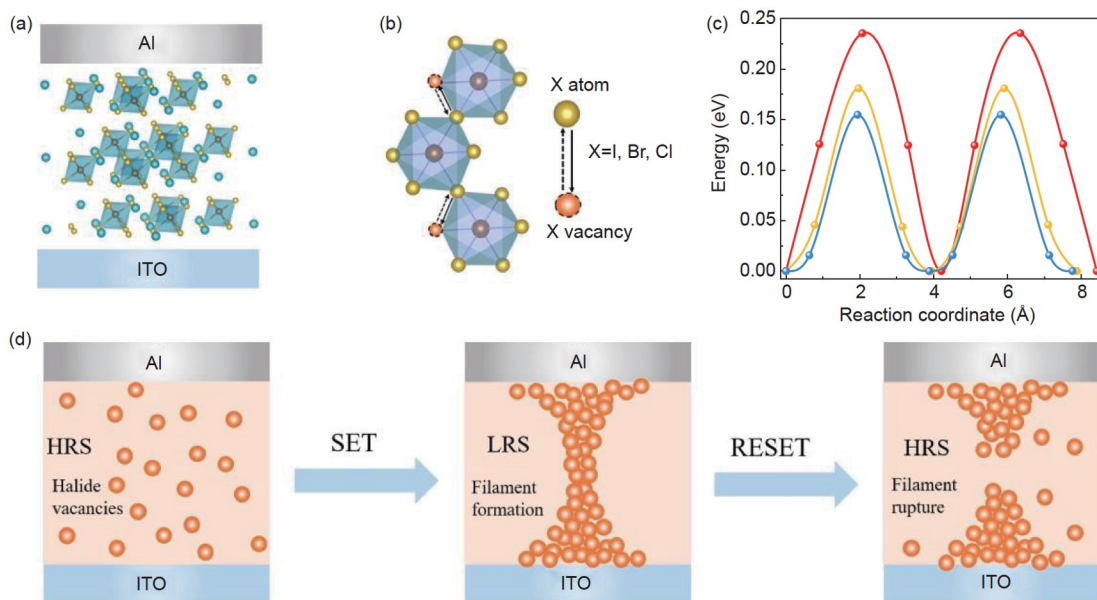 (a)
Al
ITO
(b)
X atom
X=I, Br, Cl
X vacancy
(c)
Energy (eV)
0.25
0.20
0.15
0.10
0.05
0.00
0 2 4 6 8
Reaction coordinate (Å)
(d)
Al
HRS
Halide
vacancies
ITO
SET
Al
LRS
Filament
formation
ITO
RESET
Al
HRS
Filament
rupture
ITO